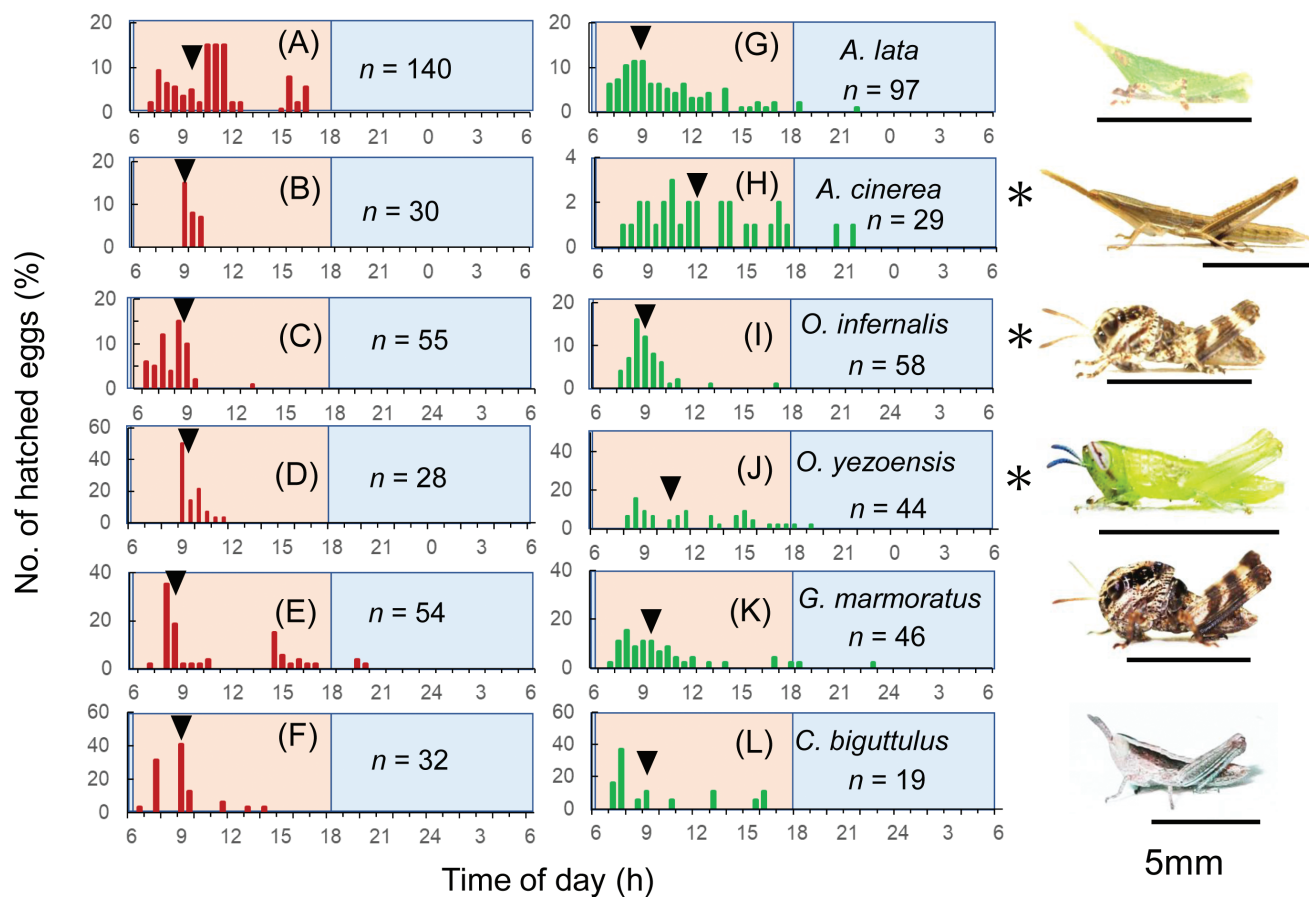 No. of hatched eggs (%)
20
10
0
(A)
n = 140
6 9 12 15 18 21 0 3 6
20
10
0
(G)
A. lata
n = 97
6 9 12 15 18 21 0 3 6
20
10
0
(B)
n = 30
6 9 12 15 18 21 0 3 6
4
2
0
(H)
A. cinerea
n = 29
6 9 12 15 18 21 0 3 6
*
20
10
0
(C)
n = 55
6 9 12 15 18 21 24 3 6
20
10
0
(I)
O. infernalis
n = 58
6 9 12 15 18 21 24 3 6
*
60
40
20
0
(D)
n = 28
6 9 12 15 18 21 0 3 6
40
20
0
(J)
O. yezoensis
n = 44
6 9 12 15 18 21 0 3 6
*
40
20
0
(E)
n = 54
6 9 12 15 18 21 24 3 6
40
20
0
(K)
G. marmoratus
n = 46
6 9 12 15 18 21 24 3 6
60
40
20
0
(F)
n = 32
6 9 12 15 18 21 24 3 6
60
40
20
0
(L)
C. biguttulus
n = 19
6 9 12 15 18 21 24 3 6
5mm
Time of day (h)